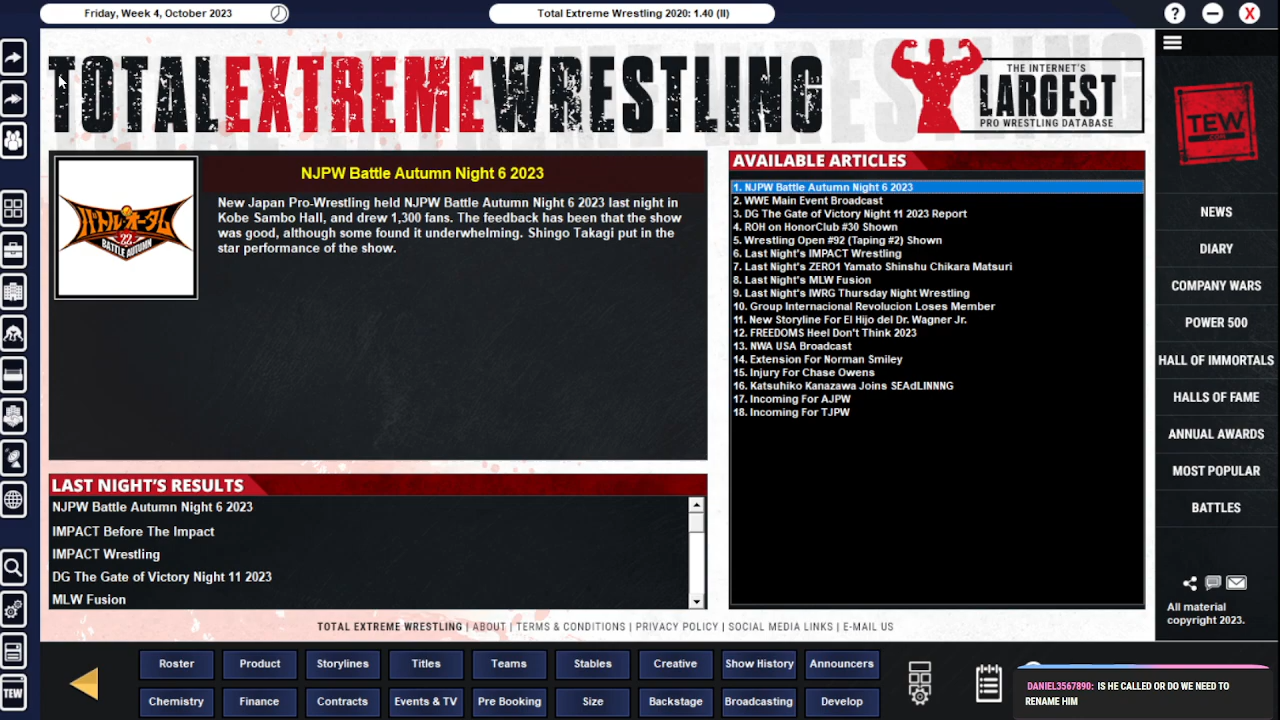 Friday, Week 4, October 2023
Total Extreme Wrestling 2020: 1.40 (II)
?
X
TOTALEXTREMEWRESTLING
THE INTERNET'S
LARGEST
PRO WRESTLING DATABASE
バトル・オータム
22
BATTLE AUTUMN
NJPW Battle Autumn Night 6 2023
New Japan Pro-Wrestling held NJPW Battle Autumn Night 6 2023 last night in
Kobe Sambo Hall, and drew 1,300 fans. The feedback has been that the show
was good, although some found it underwhelming. Shingo Takagi put in the
star performance of the show.
LAST NIGHT'S RESULTS
NJPW Battle Autumn Night 6 2023
IMPACT Before The Impact
IMPACT Wrestling
DG The Gate of Victory Night 11 2023
MLW Fusion
AVAILABLE ARTICLES
1. NJPW Battle Autumn Night 6 2023
2. WWE Main Event Broadcast
3. DG The Gate of Victory Night 11 2023 Report
4. ROH on HonorClub #30 Shown
5. Wrestling Open #92 (Taping #2) Shown
6. Last Night's IMPACT Wrestling
7. Last Night's ZERO1 Yamato Shinshu Chikara Matsuri
8. Last Night's MLW Fusion
9. Last Night's IWRG Thursday Night Wrestling
10. Group Internacional Revolucion Loses Member
11. New Storyline For El Hijo del Dr. Wagner Jr.
12. FREEDOMS Heel Don't Think 2023
13. NWA USA Broadcast
14. Extension For Norman Smiley
15. Injury For Chase Owens
16. Katsuhiko Kanazawa Joins SEAdLINNNG
17. Incoming For AJPW
18. Incoming For TJPW
TEW
.COM
NEWS
DIARY
COMPANY WARS
POWER 500
HALL OF IMMORTALS
HALLS OF FAME
ANNUAL AWARDS
MOST POPULAR
BATTLES
All material
copyright 2023.
TOTAL EXTREME WRESTLING | ABOUT | TERMS & CONDITIONS | PRIVACY POLICY | SOCIAL MEDIA LINKS | E-MAIL US
TEW
Roster
Product
Storylines
Titles
Teams
Stables
Creative
Show History
Announcers
Chemistry
Finance
Contracts
Events & TV
Pre Booking
Size
Backstage
Broadcasting
Develop
DANIEL3567890: IS HE CALLED OR DO WE NEED TO
RENAME HIM